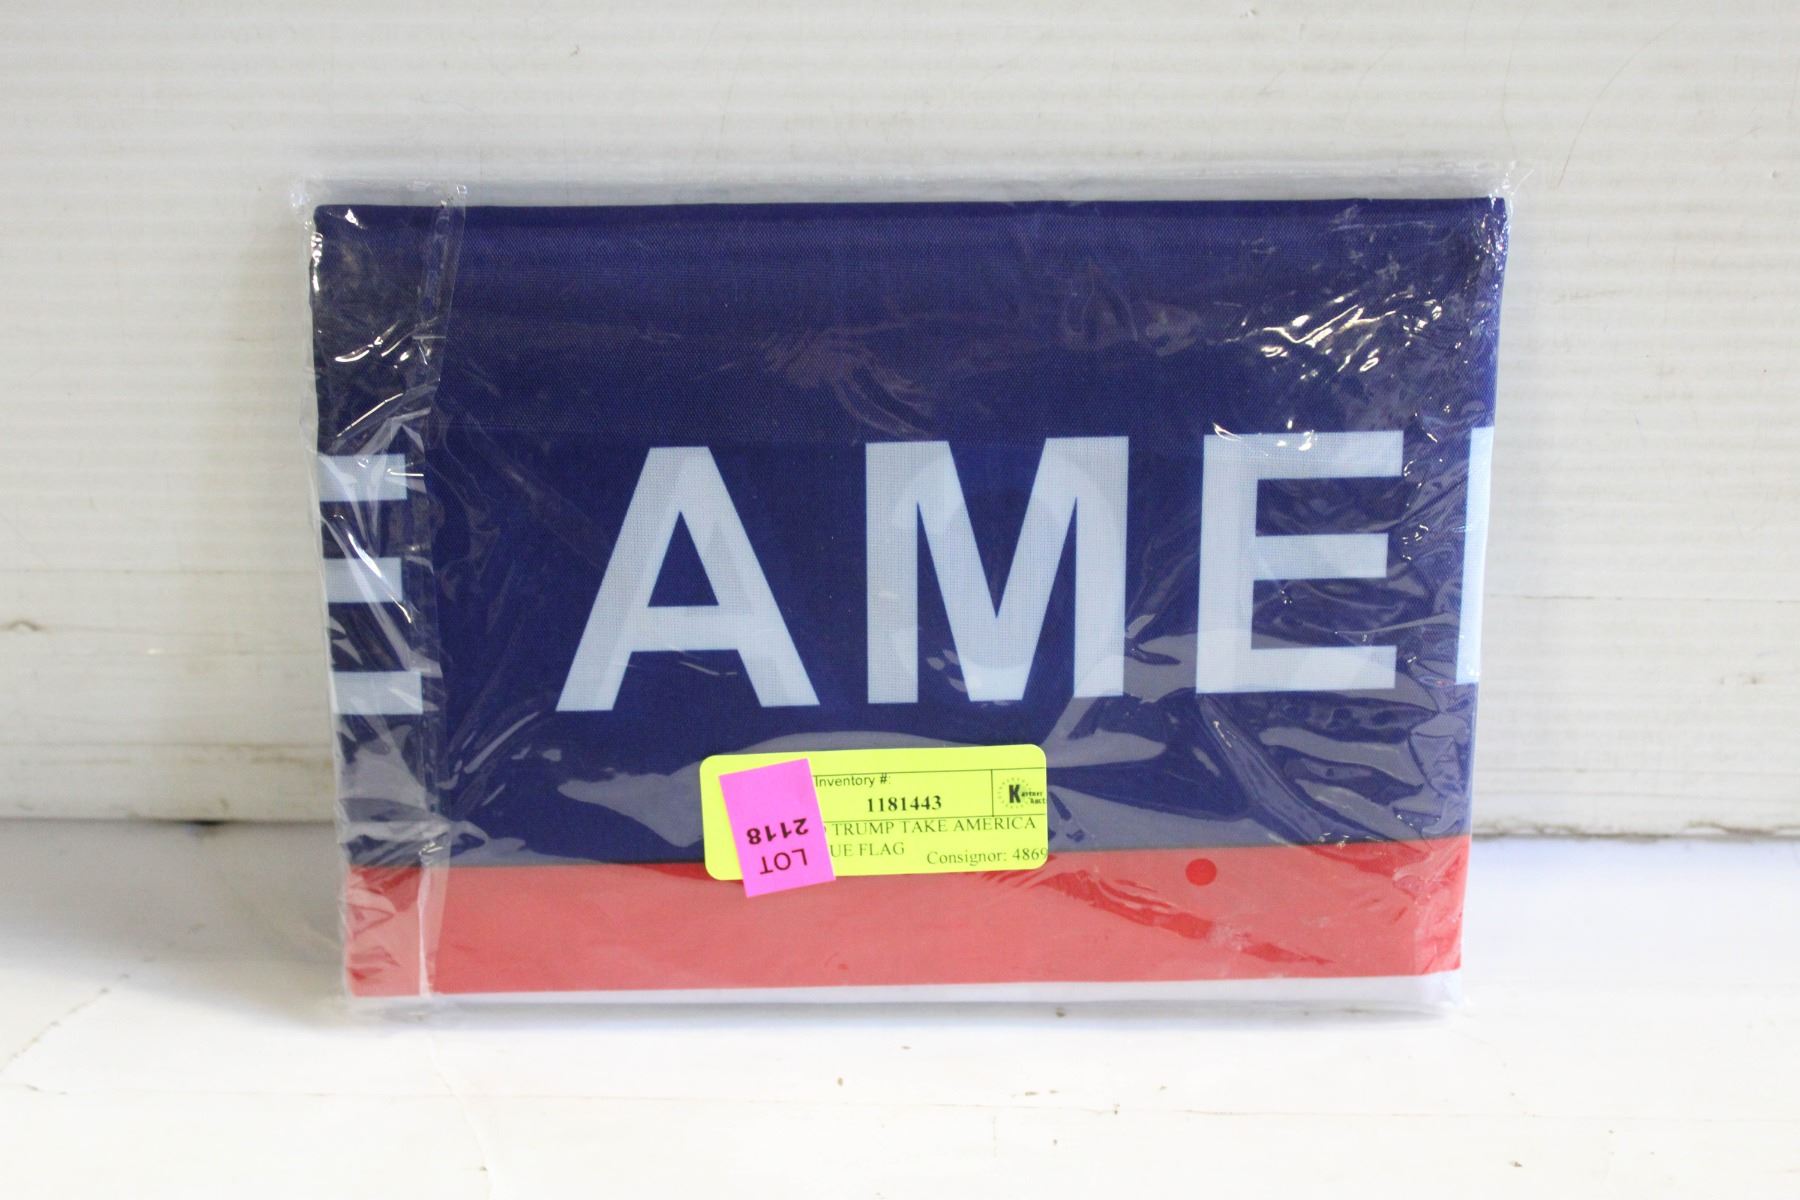 E AME
Inventory #:
1181443
TRUMP TAKE AMERICA
UE FLAG
Consignor: 4869
LOT
2118